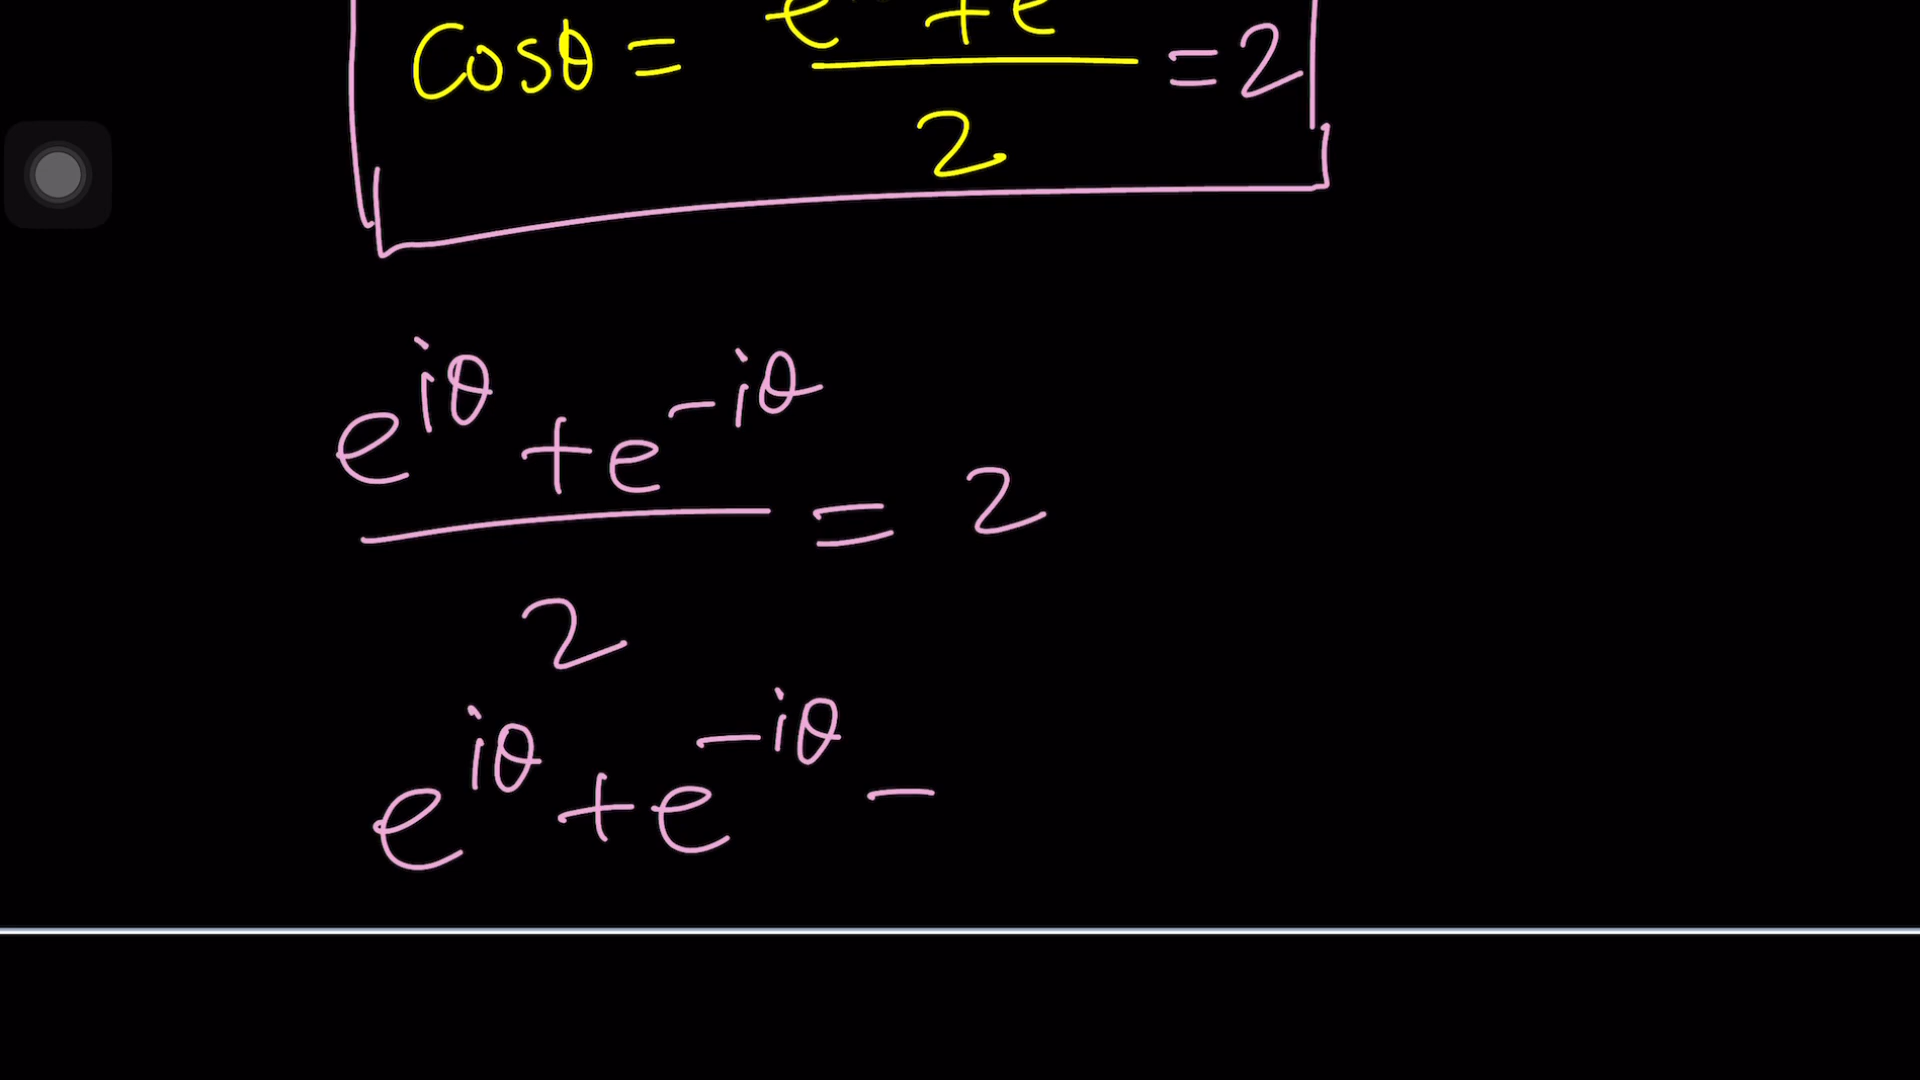 cosθ = e + e / 2 = 2
e^{iθ} + e^{-iθ} / 2 = 2
e^{iθ} + e^{-iθ} -